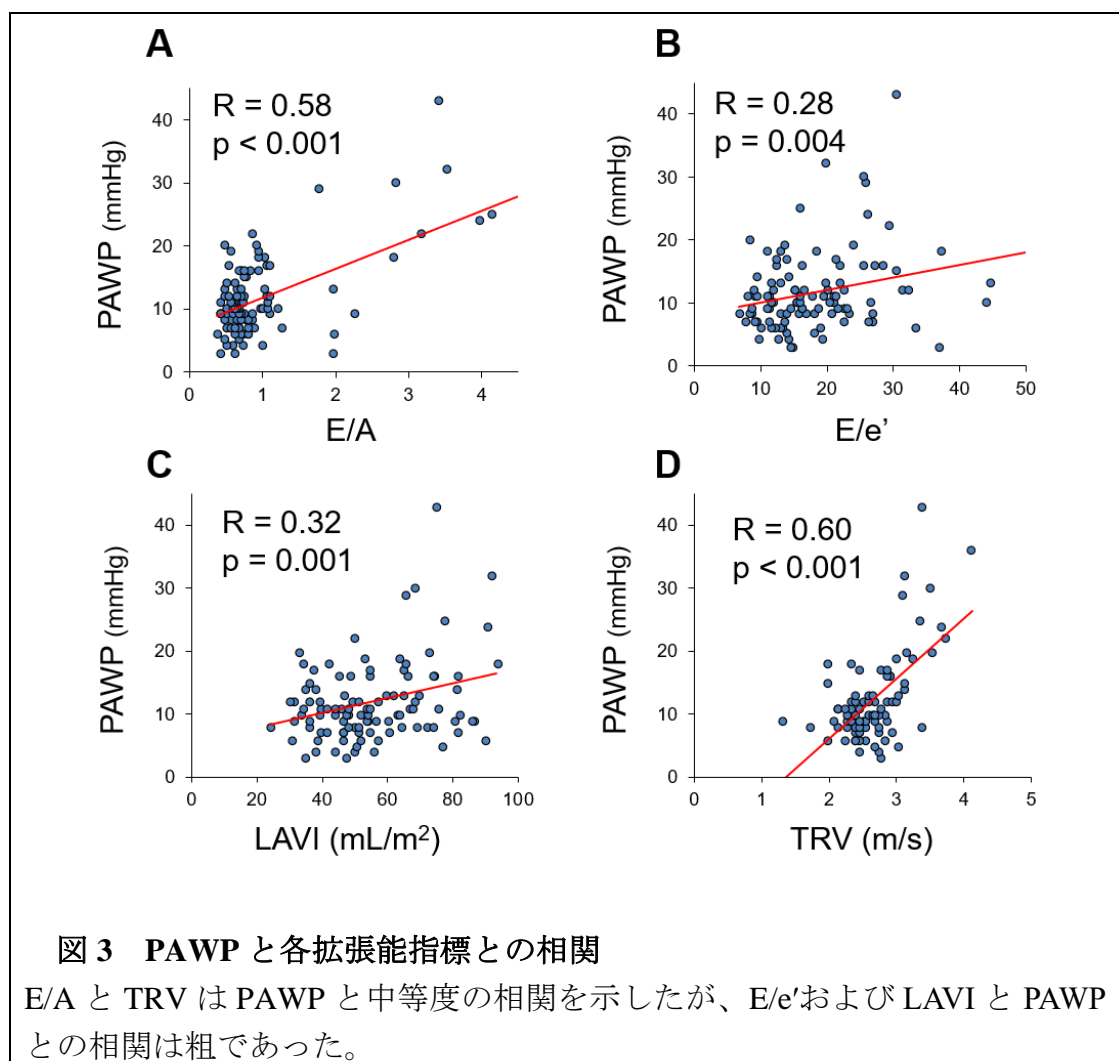 A
R = 0.58
p < 0.001
PAWP (mmHg)
40
30
20
10
0
0 1 2 3 4
E/A
B
R = 0.28
p = 0.004
PAWP (mmHg)
40
30
20
10
0
0 10 20 30 40 50
E/e’
C
R = 0.32
p = 0.001
PAWP (mmHg)
40
30
20
10
0
0 20 40 60 80 100
LAVI (mL/m²)
D
R = 0.60
p < 0.001
PAWP (mmHg)
40
30
20
10
0
0 1 2 3 4 5
TRV (m/s)
図 3 PAWP と各拡張能指標との相関
E/A と TRV は PAWP と中等度の相関を示したが、E/e′および LAVI と PAWP
との相関は粗であった。